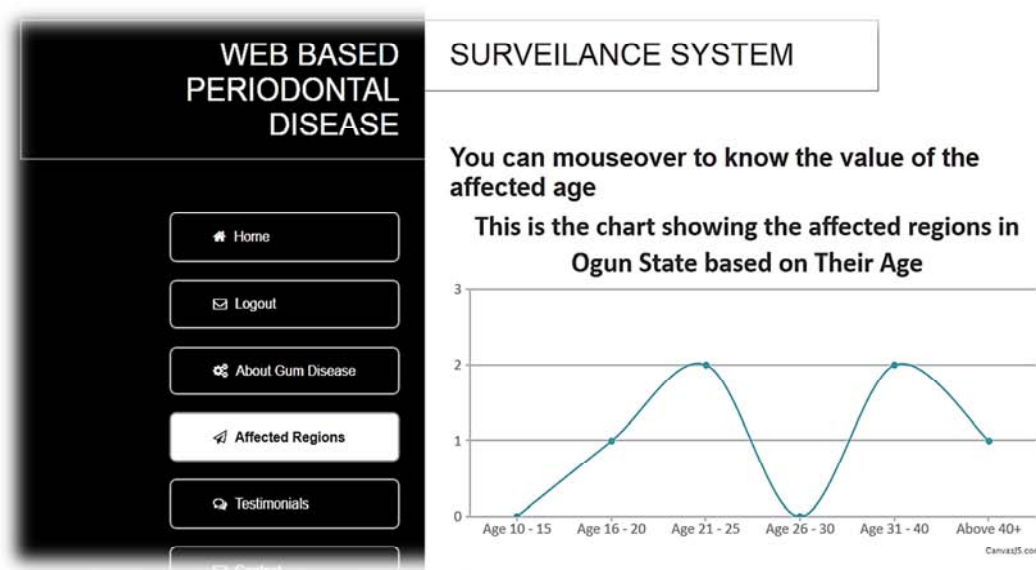 WEB BASED
PERIODONTAL
DISEASE
SURVEILANCE SYSTEM
Home
Logout
About Gum Disease
Affected Regions
Testimonials
You can mouseover to know the value of the
affected age
This is the chart showing the affected regions in
Ogun State based on Their Age
3
2
1
0
Age 10 - 15 Age 16 - 20 Age 21 - 25 Age 26 - 30 Age 31 - 40 Above 40+
CanvasJS.com